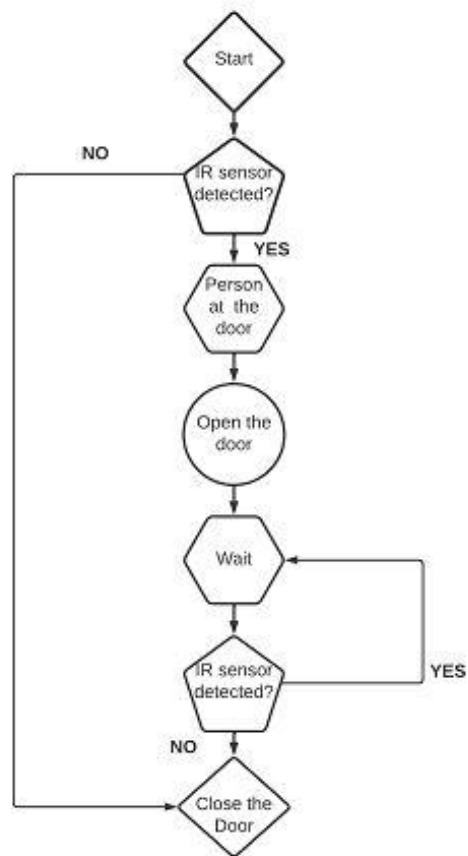 Start
NO
IR sensor
detected?
YES
Person
at the
door
Open the
door
Wait
IR sensor
detected?
YES
NO
Close the
Door